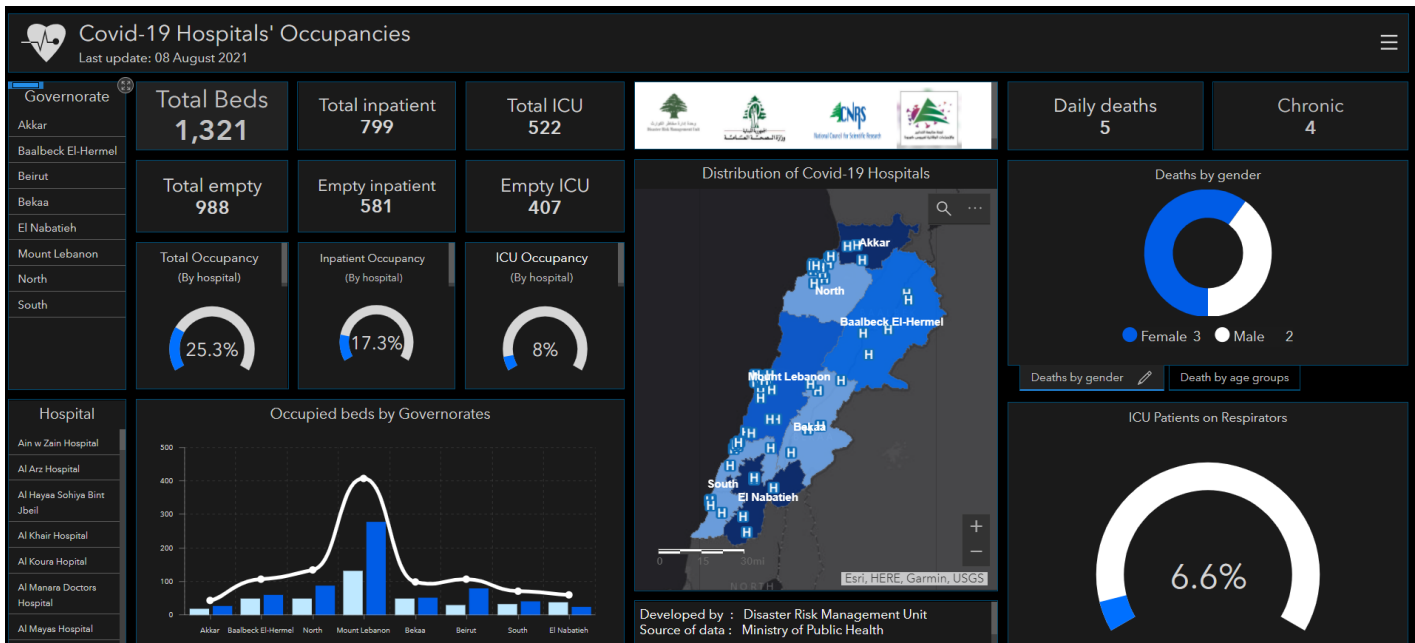 Covid-19 Hospitals' Occupancies
Last update: 08 August 2021
Governorate
Akkar
Baalbeck El-Hermel
Beirut
Bekaa
El Nabatieh
Mount Lebanon
North
South
Total Beds
1,321
Total inpatient
799
Total ICU
522
Total empty
988
Empty inpatient
581
Empty ICU
407
Total Occupancy
(By hospital)
25.3%
Inpatient Occupancy
(By hospital)
17.3%
ICU Occupancy
(By hospital)
8%
Hospital
Ain w Zain Hospital
Al Arz Hospital
Al Hayaa Sohiya Bint
Jbeil
Al Khair Hospital
Al Koura Hopital
Al Manara Doctors
Hospital
Al Mayas Hospital
Occupied beds by Governorates
500
400
300
200
100
0
Akkar Baalbeck El-Hermel North Mount Lebanon Bekaa Beirut South El Nabatieh
Disaster Risk Management Unit
CNRS
National Council for Scientific Research
Distribution of Covid-19 Hospitals
Akkar
North
Baalbeck El-Hermel
Mount Lebanon
Bekaa
South
El Nabatieh
0 15 30mi
NORTH
Esri, HERE, Garmin, USGS
Developed by : Disaster Risk Management Unit
Source of data : Ministry of Public Health
Daily deaths
5
Chronic
4
Deaths by gender
Female 3 Male 2
Deaths by gender Death by age groups
ICU Patients on Respirators
6.6%